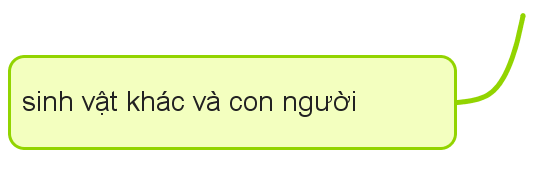 sinh vật khác và con người